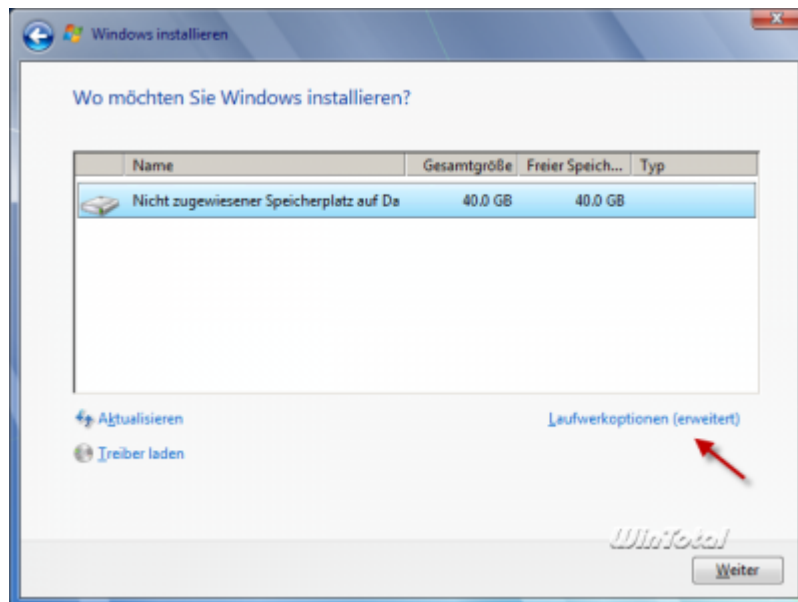 Windows installieren
Wo möchten Sie Windows installieren?
Name Gesamtgröße Freier Speich... Typ
Nicht zugewiesener Speicherplatz auf Da 40.0 GB 40.0 GB
Aktualisieren Laufwerkoptionen (erweitert)
Treiber laden
WinTotal
Weiter